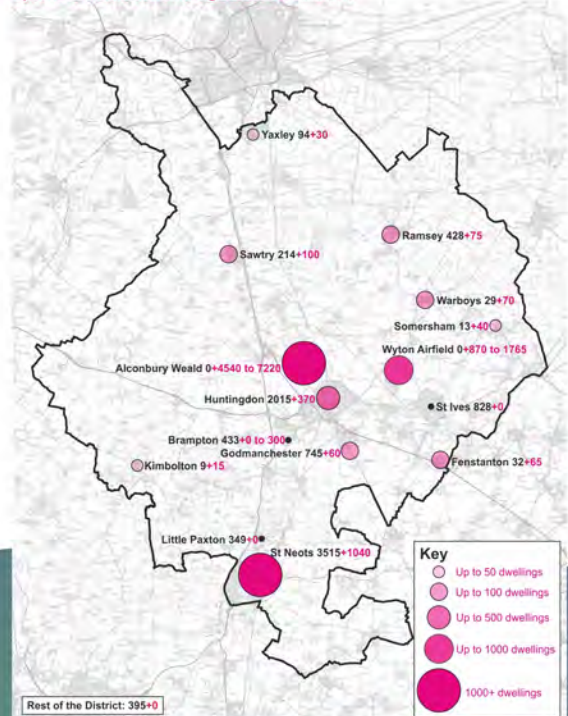 Yaxley 94+30
Ramsey 428+75
Sawtry 214+100
Warboys 29+70
Somersham 13+40
Wyton Airfield 0+870 to 1765
Alconbury Weald 0+4540 to 7220
Huntingdon 2015+370
St Ives 828+0
Brampton 433+0 to 300
Godmanchester 745+60
Fenstanton 32+65
Kimbolton 9+15
Little Paxton 349+0
St Neots 3515+1040
Key
Up to 50 dwellings
Up to 100 dwellings
Up to 500 dwellings
Up to 1000 dwellings
1000+ dwellings
Rest of the District: 395+0